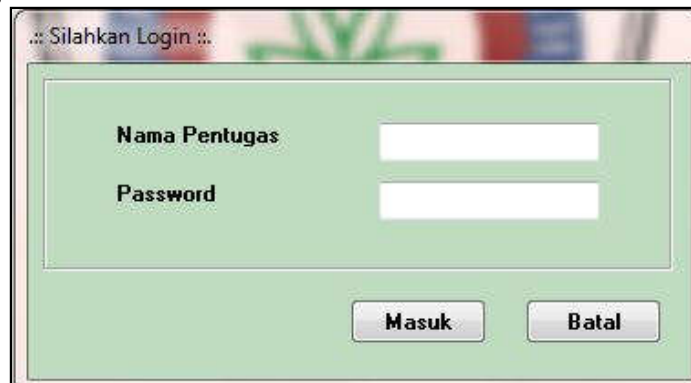 .:: Silahkan Login ::.
Nama Pentugas
Password
Masuk Batal